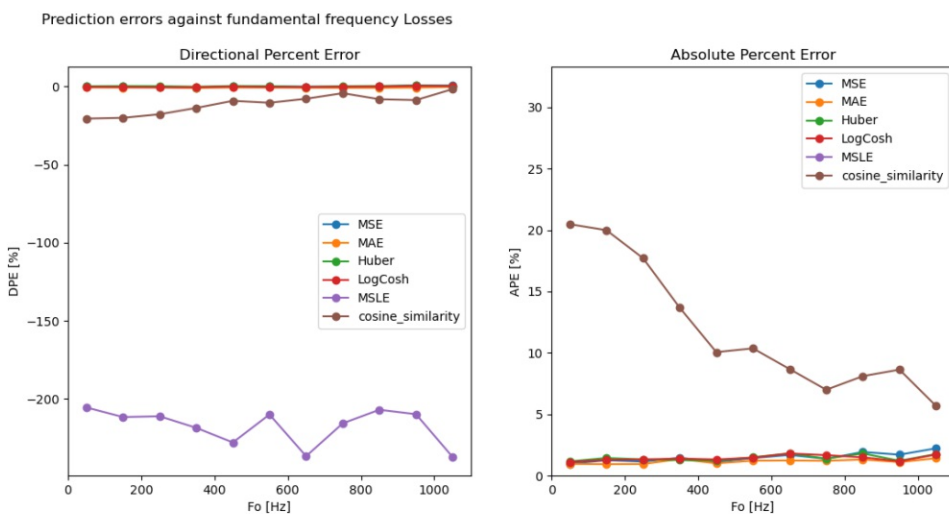 Prediction errors against fundamental frequency Losses
Directional Percent Error
DPE [%]
0
−50
−100
−150
−200
MSE
MAE
Huber
LogCosh
MSLE
cosine_similarity
0 200 400 600 800 1000
Fo [Hz]
Absolute Percent Error
APE [%]
30
25
20
15
10
5
0
MSE
MAE
Huber
LogCosh
MSLE
cosine_similarity
0 200 400 600 800 1000
Fo [Hz]